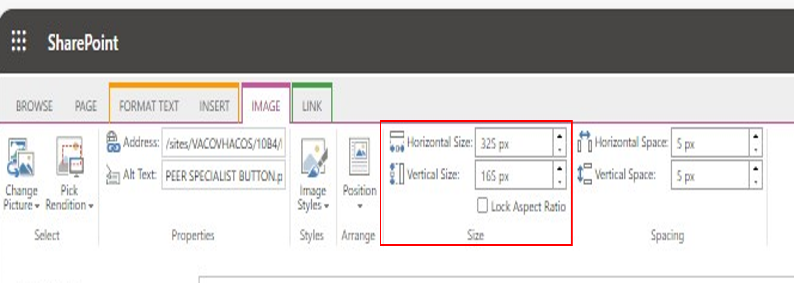 SharePoint
BROWSE PAGE FORMAT TEXT INSERT IMAGE LINK
Address: /sites/VACOVHACOS/10B4/
Horizontal Size: 325 px
Horizontal Space: 5 px
Alt Text: PEER SPECIALIST BUTTON.p
Vertical Size: 165 px
Vertical Space: 5 px
Change Picture
Pick Rendition
Image Styles
Position
Lock Aspect Ratio
Select Properties Styles Arrange Size Spacing